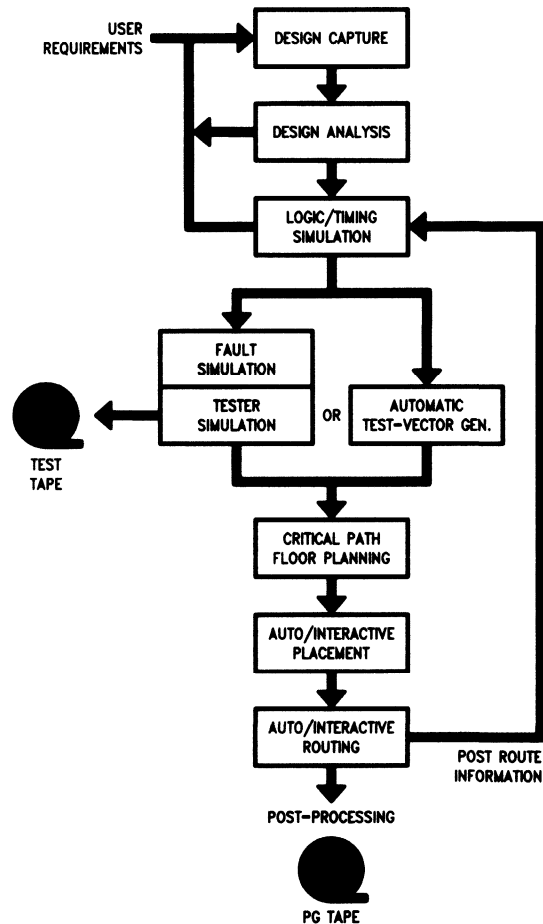 USER
REQUIREMENTS
DESIGN CAPTURE
DESIGN ANALYSIS
LOGIC/TIMING
SIMULATION
FAULT
SIMULATION
TESTER
SIMULATION
OR
AUTOMATIC
TEST-VECTOR GEN.
TEST
TAPE
CRITICAL PATH
FLOOR PLANNING
AUTO/INTERACTIVE
PLACEMENT
AUTO/INTERACTIVE
ROUTING
POST ROUTE
INFORMATION
POST-PROCESSING
PG TAPE